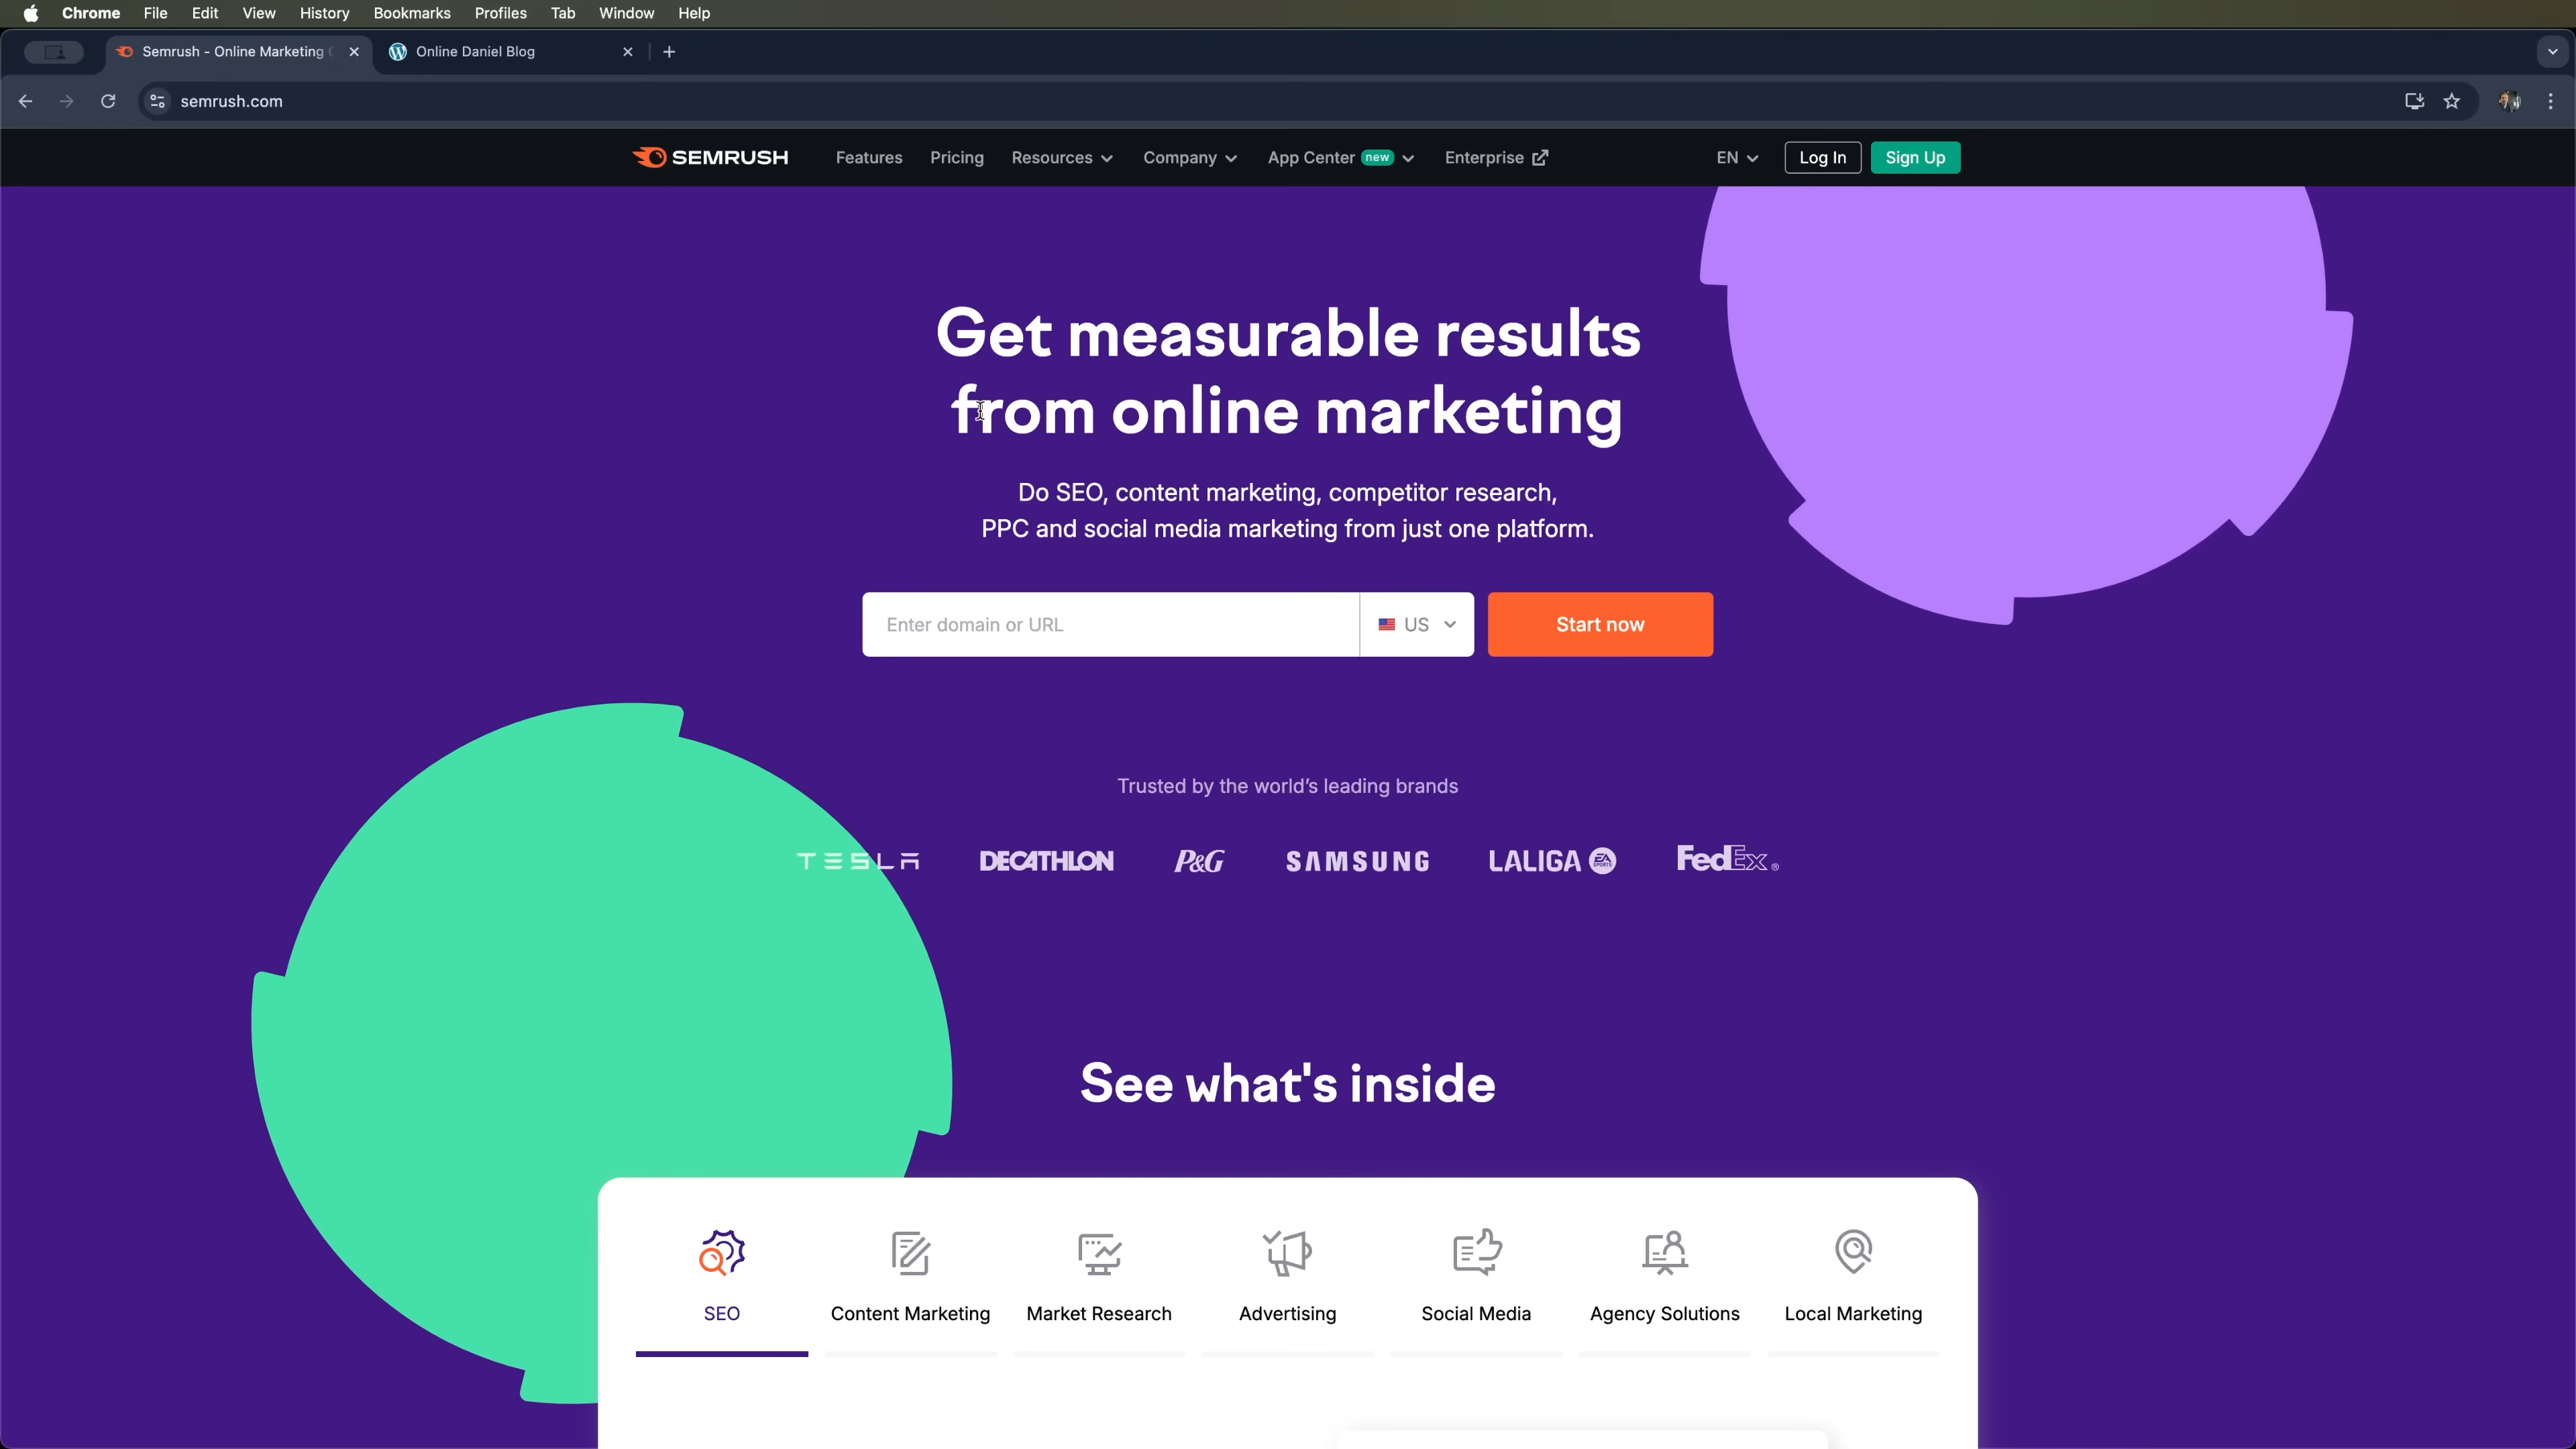 Chrome File Edit View History Bookmarks Profiles Tab Window Help
Semrush - Online Marketing Online Daniel Blog
semrush.com
SEMRUSH Features Pricing Resources Company App Center new Enterprise EN Log In Sign Up
Get measurable results
from online marketing
Do SEO, content marketing, competitor research,
PPC and social media marketing from just one platform.
Enter domain or URL US Start now
Trusted by the world's leading brands
TESLA DECATHLON P&G SAMSUNG LALIGA EA SPORTS FedEx®
See what's inside
SEO Content Marketing Market Research Advertising Social Media Agency Solutions Local Marketing